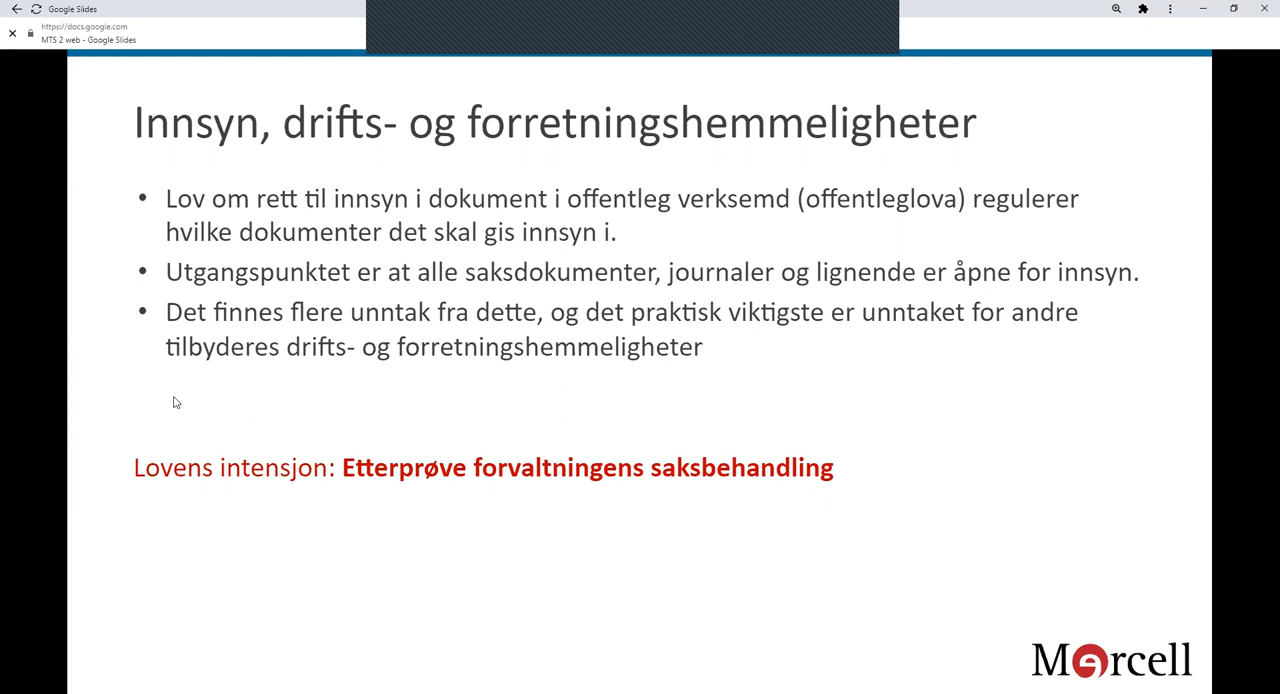 Google Slides
https://docs.google.com
MTS 2 web - Google Slides
Innsyn, drifts- og forretningshemmeligheter
• Lov om rett til innsyn i dokument i offentleg verksemd (offentleglova) regulerer
hvilke dokumenter det skal gis innsyn i.
• Utgangspunktet er at alle saksdokumenter, journaler og lignende er åpne for innsyn.
• Det finnes flere unntak fra dette, og det praktisk viktigste er unntaket for andre
tilbyderes drifts- og forretningshemmeligheter
Lovens intensjon: Etterprøve forvaltningens saksbehandling
Mercell